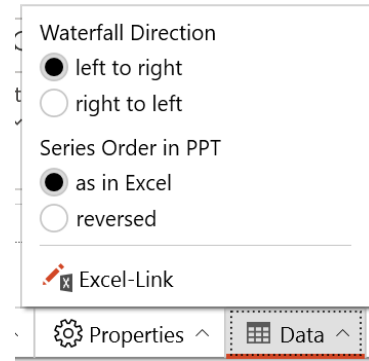 Waterfall Direction
left to right
right to left
Series Order in PPT
as in Excel
reversed
Excel-Link
Properties
Data